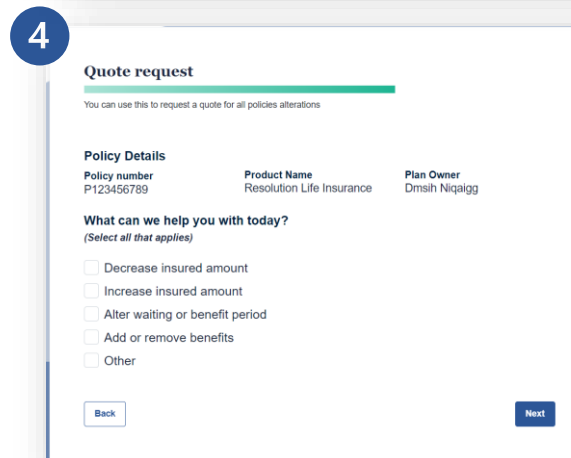 4
Quote request
You can use this to request a quote for all policies alterations
Policy Details
Policy number Product Name Plan Owner
P123456789 Resolution Life Insurance Dmsih Niqaigg
What can we help you with today?
(Select all that applies)
Decrease insured amount
Increase insured amount
Alter waiting or benefit period
Add or remove benefits
Other
Back Next